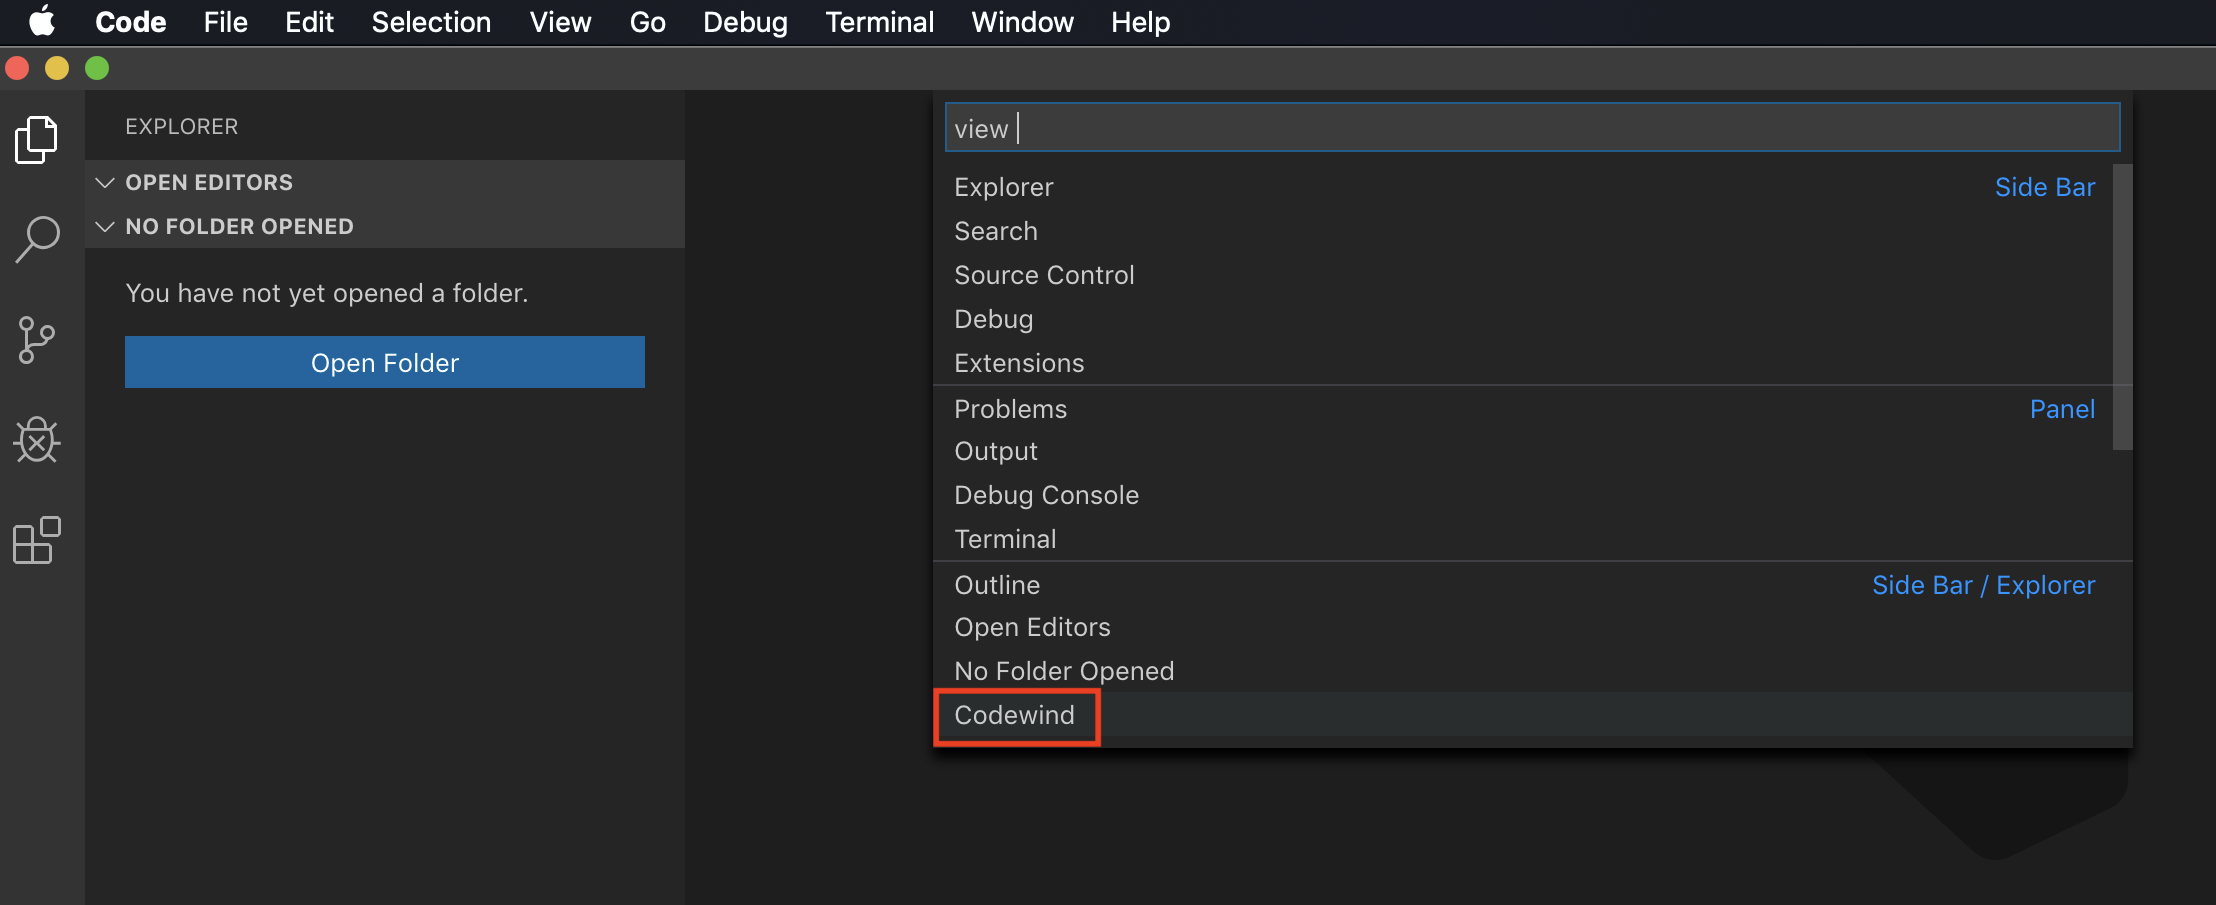 Code File Edit Selection View Go Debug Terminal Window Help
EXPLORER
OPEN EDITORS
NO FOLDER OPENED
You have not yet opened a folder.
Open Folder
view
Explorer Side Bar
Search
Source Control
Debug
Extensions
Problems Panel
Output
Debug Console
Terminal
Outline Side Bar / Explorer
Open Editors
No Folder Opened
Codewind